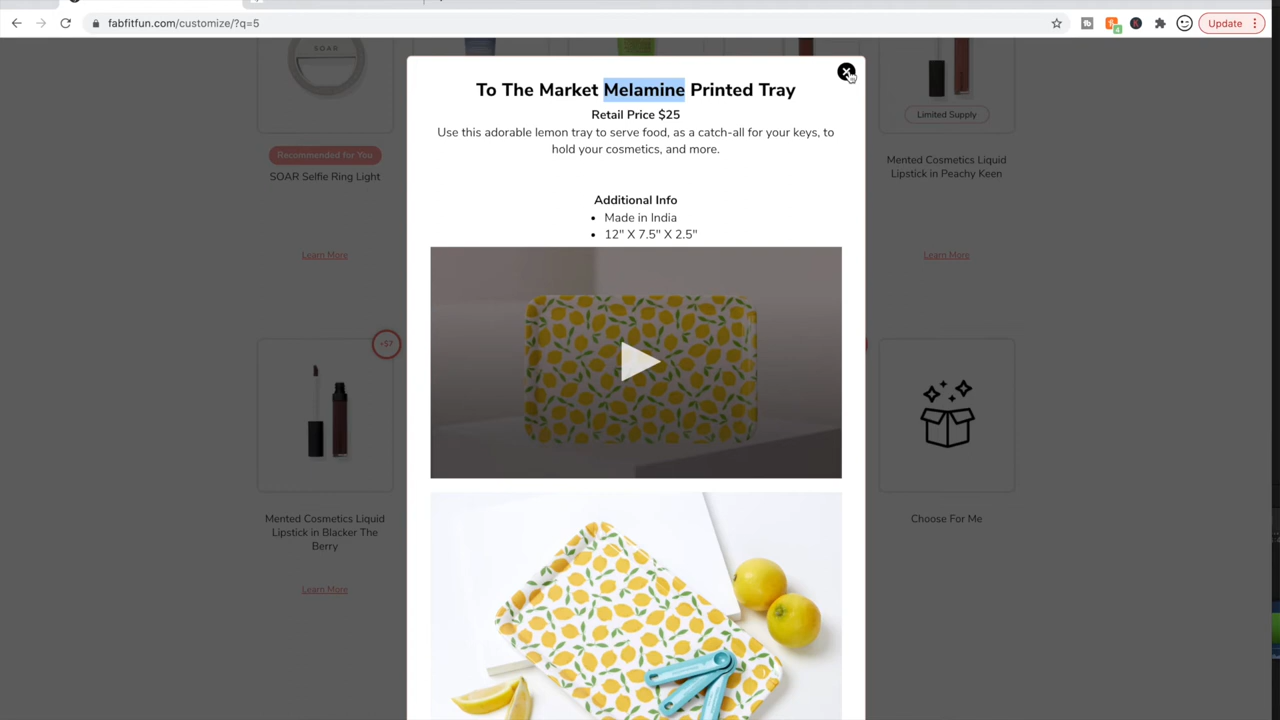 fabfitfun.com/customize/?q=5
Update
To The Market Melamine Printed Tray
Retail Price $25
Use this adorable lemon tray to serve food, as a catch-all for your keys, to
hold your cosmetics, and more.
Additional Info
Made in India
12" X 7.5" X 2.5"
SOAR
Recommended for You
SOAR Selfie Ring Light
Learn More
Limited Supply
Mented Cosmetics Liquid
Lipstick in Peachy Keen
Learn More
+$7
Mented Cosmetics Liquid
Lipstick in Blacker The
Berry
Learn More
Choose For Me